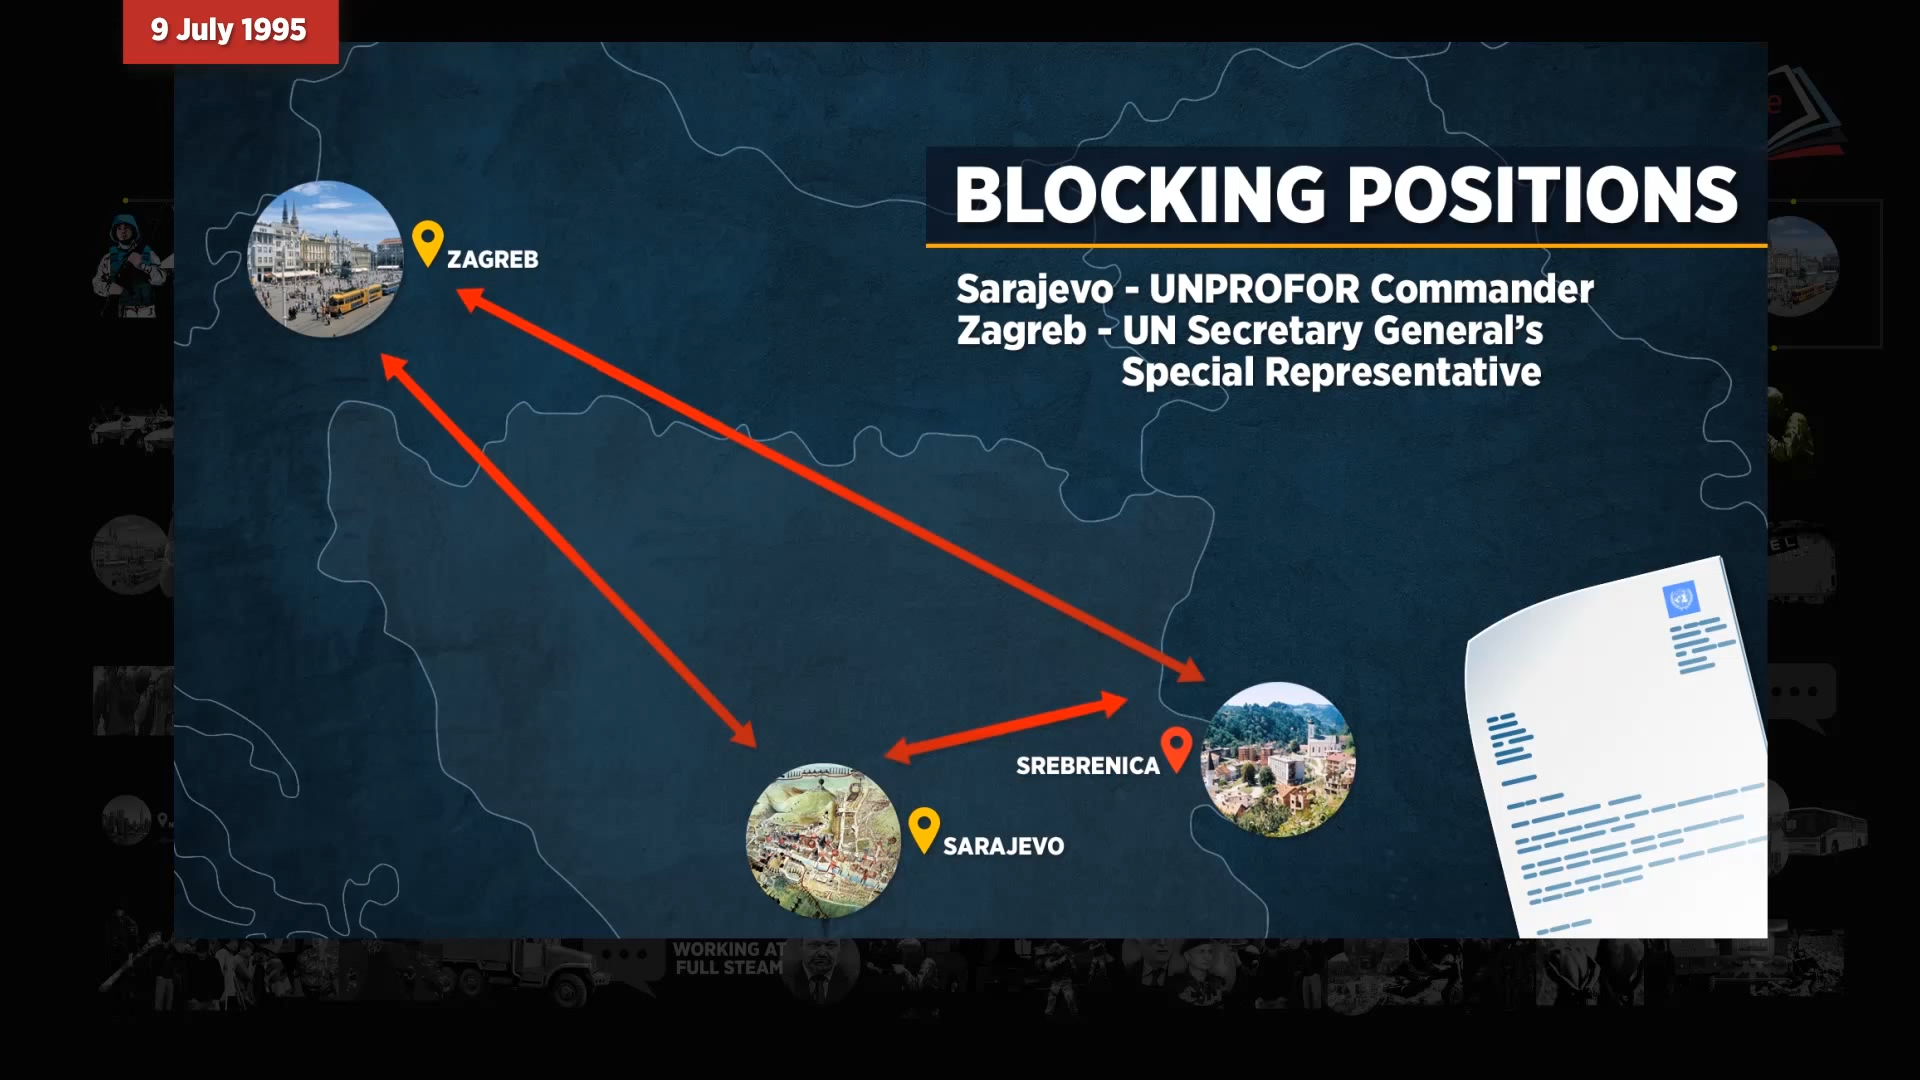 9 July 1995
BLOCKING POSITIONS
Sarajevo - UNPROFOR Commander
Zagreb - UN Secretary General’s
Special Representative
ZAGREB
SREBRENICA
SARAJEVO
WORKING AT
FULL STEAM